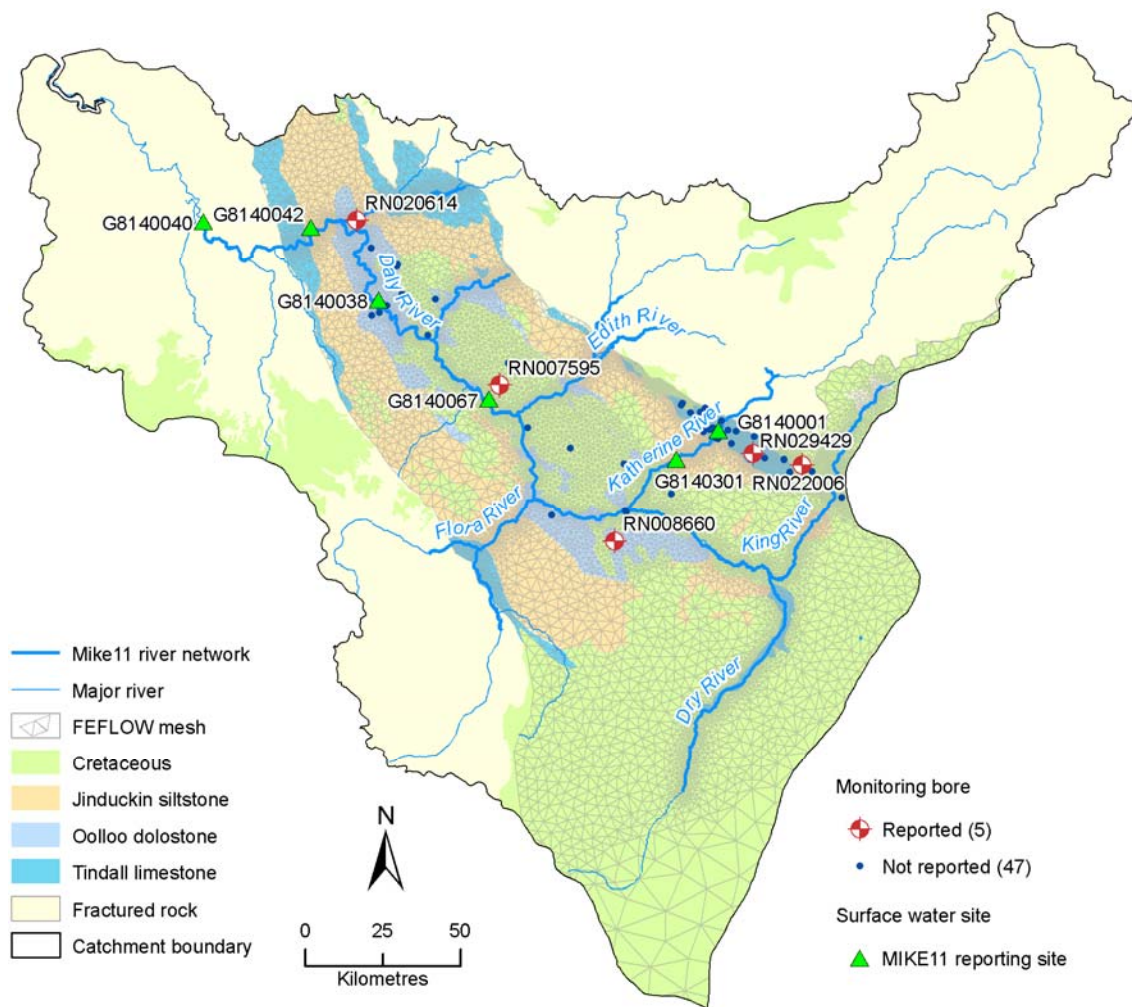 RN020614
G8140042
G8140040
Daly River
G8140038
Edith River
RN007595
G8140067
Katherine River
G8140001
RN029429
G8140301
RN022006
Flora River
RN008660
King River
Dry River
Mike11 river network
Major river
FEFLOW mesh
Cretaceous
Jinduckin siltstone
Oolloo dolostone
Tindall limestone
Fractured rock
Catchment boundary
N
0 25 50
Kilometres
Monitoring bore
Reported (5)
Not reported (47)
Surface water site
MIKE11 reporting site